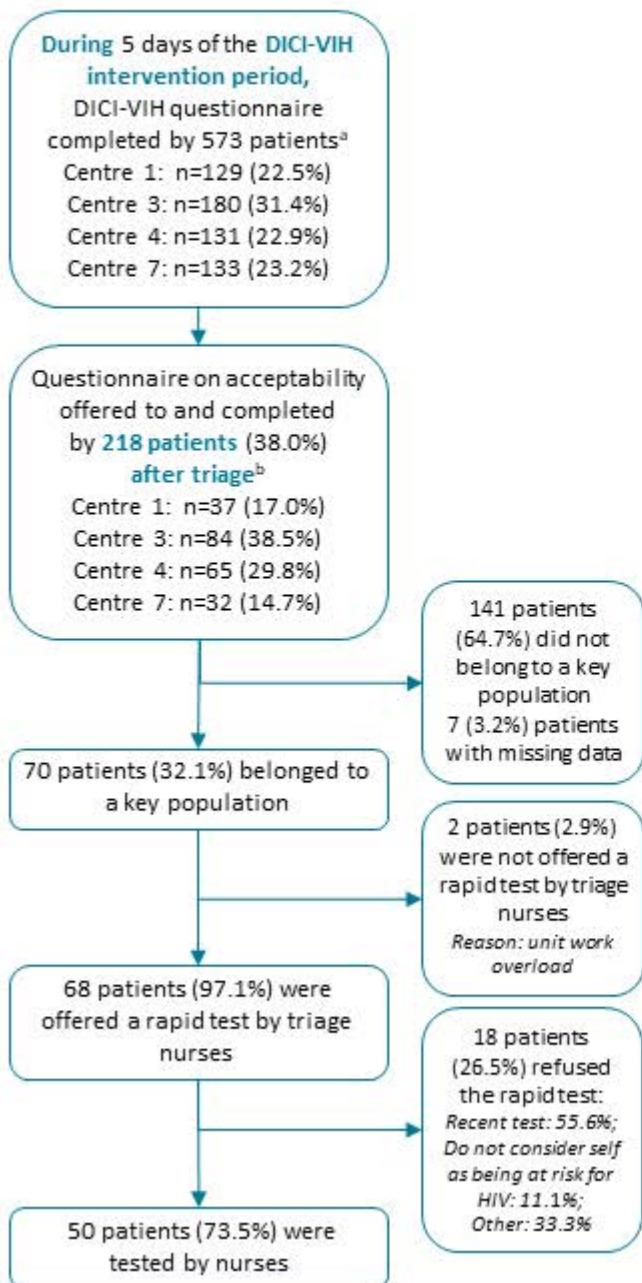 During 5 days of the DICI-VIH
intervention period,
DICI-VIH questionnaire
completed by 573 patientsᵃ
Centre 1: n=129 (22.5%)
Centre 3: n=180 (31.4%)
Centre 4: n=131 (22.9%)
Centre 7: n=133 (23.2%)
Questionnaire on acceptability
offered to and completed
by 218 patients (38.0%)
after triageᵇ
Centre 1: n=37 (17.0%)
Centre 3: n=84 (38.5%)
Centre 4: n=65 (29.8%)
Centre 7: n=32 (14.7%)
141 patients
(64.7%) did not
belong to a key
population
7 (3.2%) patients
with missing data
70 patients (32.1%) belonged to
a key population
2 patients (2.9%)
were not offered a
rapid test by triage
nurses
Reason: unit work
overload
68 patients (97.1%) were
offered a rapid test by triage
nurses
18 patients
(26.5%) refused
the rapid test:
Recent test: 55.6%;
Do not consider self
as being at risk for
HIV: 11.1%;
Other: 33.3%
50 patients (73.5%) were
tested by nurses